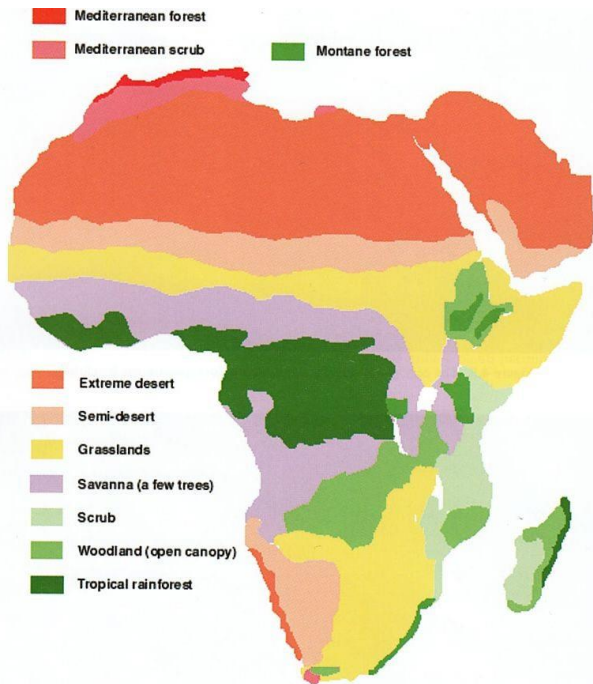 Mediterranean forest
Mediterranean scrub
Montane forest
Extreme desert
Semi-desert
Grasslands
Savanna (a few trees)
Scrub
Woodland (open canopy)
Tropical rainforest